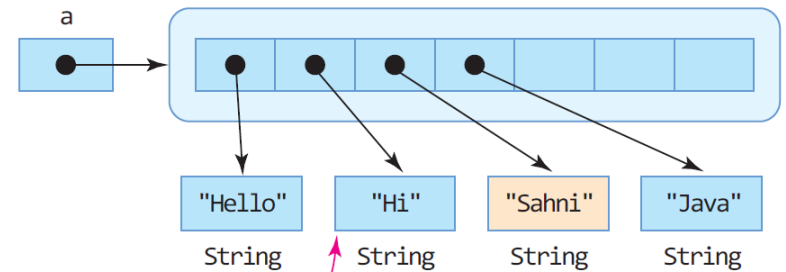 a
"Hello" "Hi" "Sahni" "Java"
String String String String